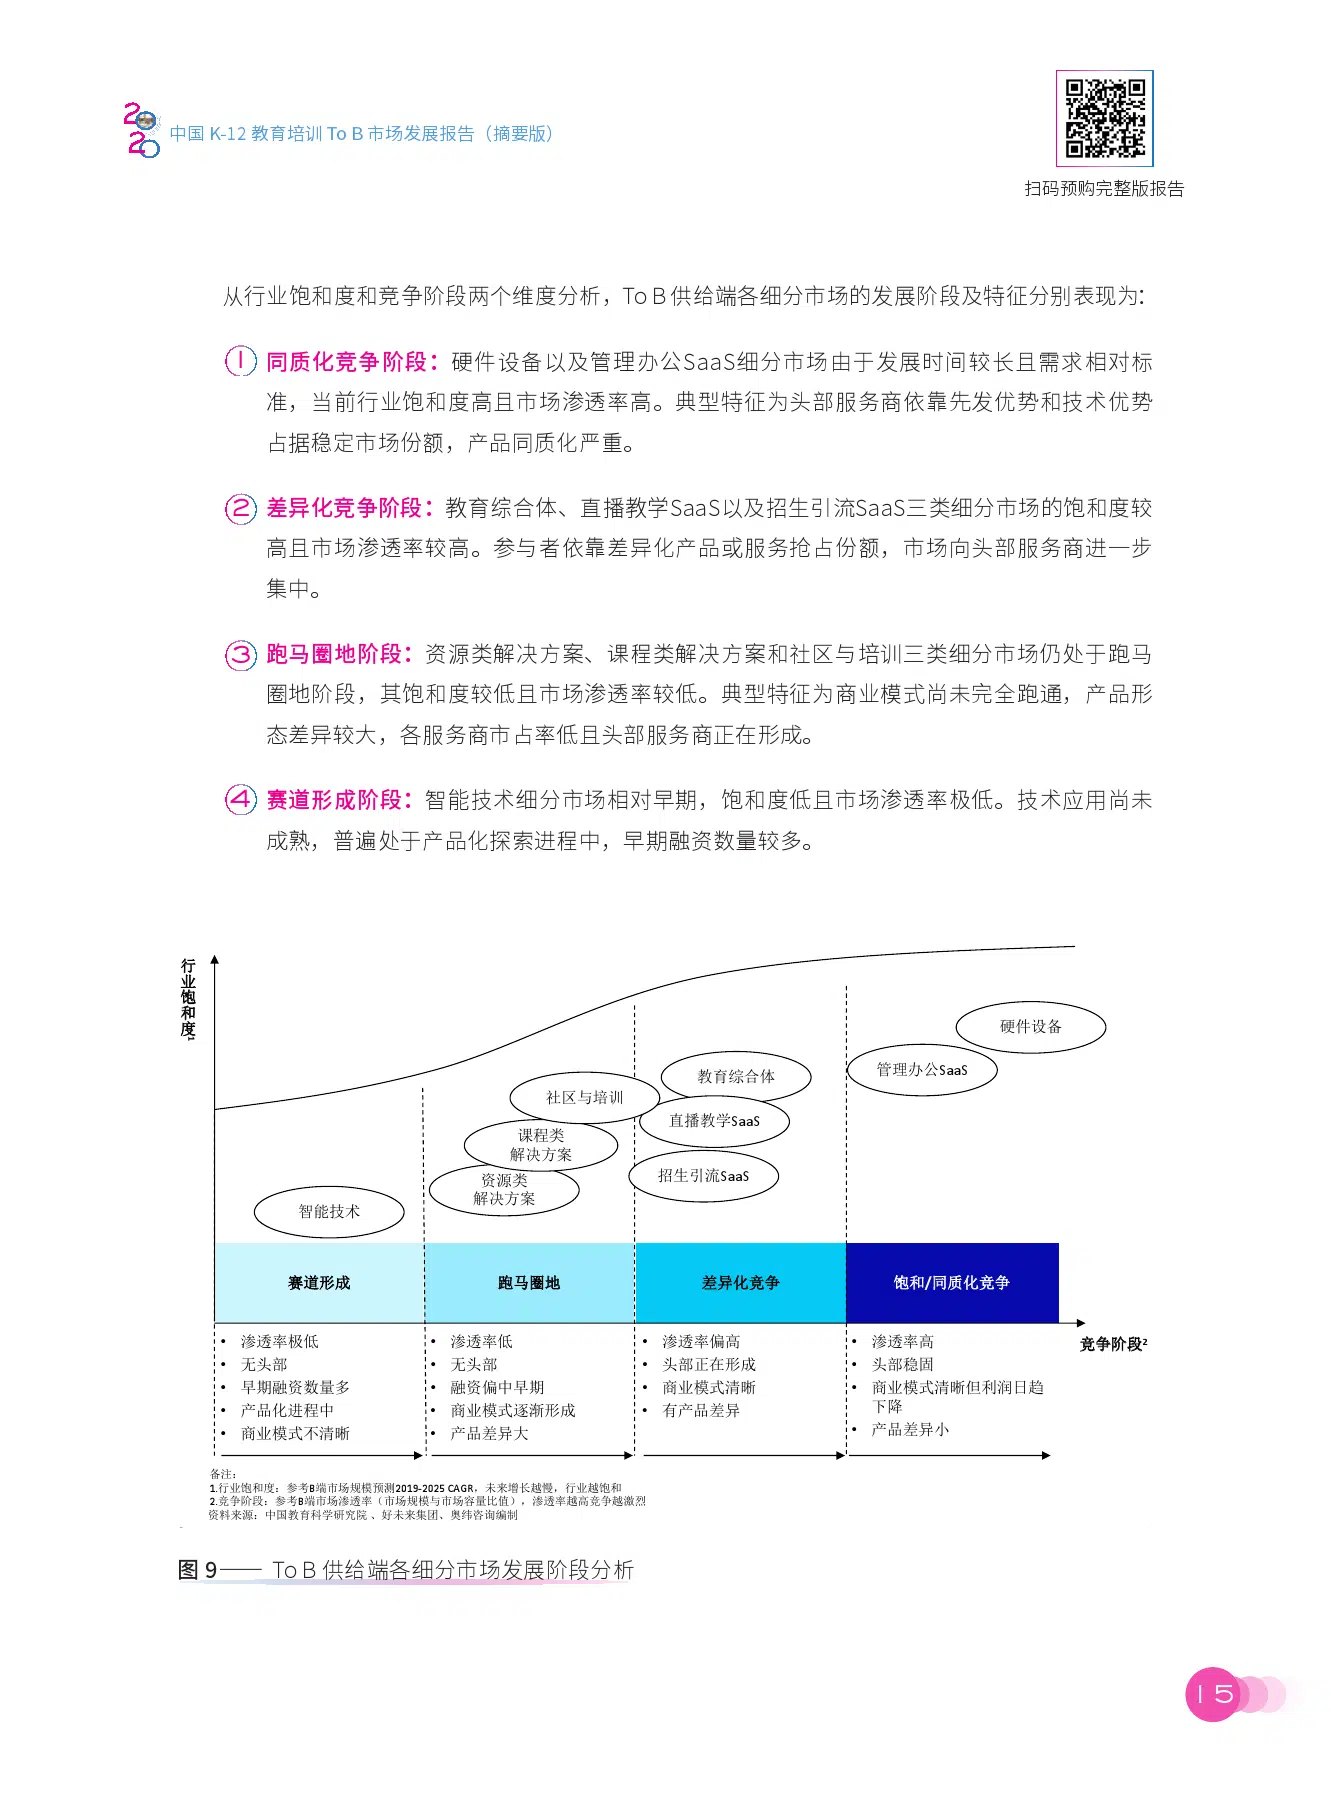 2020
中国 K-12 教育培训 To B 市场发展报告（摘要版）
扫码预购完整版报告
从行业饱和度和竞争阶段两个维度分析，To B 供给端各细分市场的发展阶段及特征分别表现为：
1 同质化竞争阶段：硬件设备以及管理办公SaaS细分市场由于发展时间较长且需求相对标
准，当前行业饱和度高且市场渗透率高。典型特征为头部服务商依靠先发优势和技术优势
占据稳定市场份额，产品同质化严重。
2 差异化竞争阶段：教育综合体、直播教学SaaS以及招生引流SaaS三类细分市场的饱和度较
高且市场渗透率较高。参与者依靠差异化产品或服务抢占份额，市场向头部服务商进一步
集中。
3 跑马圈地阶段：资源类解决方案、课程类解决方案和社区与培训三类细分市场仍处于跑马
圈地阶段，其饱和度较低且市场渗透率较低。典型特征为商业模式尚未完全跑通，产品形
态差异较大，各服务商市占率低且头部服务商正在形成。
4 赛道形成阶段：智能技术细分市场相对早期，饱和度低且市场渗透率极低。技术应用尚未
成熟，普遍处于产品化探索进程中，早期融资数量较多。
行业饱和度1
硬件设备
管理办公SaaS
教育综合体
社区与培训
直播教学SaaS
课程类
解决方案
招生引流SaaS
资源类
解决方案
智能技术
赛道形成
跑马圈地
差异化竞争
饱和/同质化竞争
竞争阶段2
• 渗透率极低
• 无头部
• 早期融资数量多
• 产品化进程中
• 商业模式不清晰
• 渗透率低
• 无头部
• 融资偏中早期
• 商业模式逐渐形成
• 产品差异大
• 渗透率偏高
• 头部正在形成
• 商业模式清晰
• 有产品差异
• 渗透率高
• 头部稳固
• 商业模式清晰但利润日趋
下降
• 产品差异小
备注：
1.行业饱和度：参考B端市场规模预测2019-2025 CAGR，未来增长越慢，行业越饱和
2.竞争阶段：参考B端市场渗透率（市场规模与市场容量比值），渗透率越高竞争越激烈
资料来源：中国教育科学研究院 、好未来集团、奥纬咨询编制
图 9—— To B 供给端各细分市场发展阶段分析
15